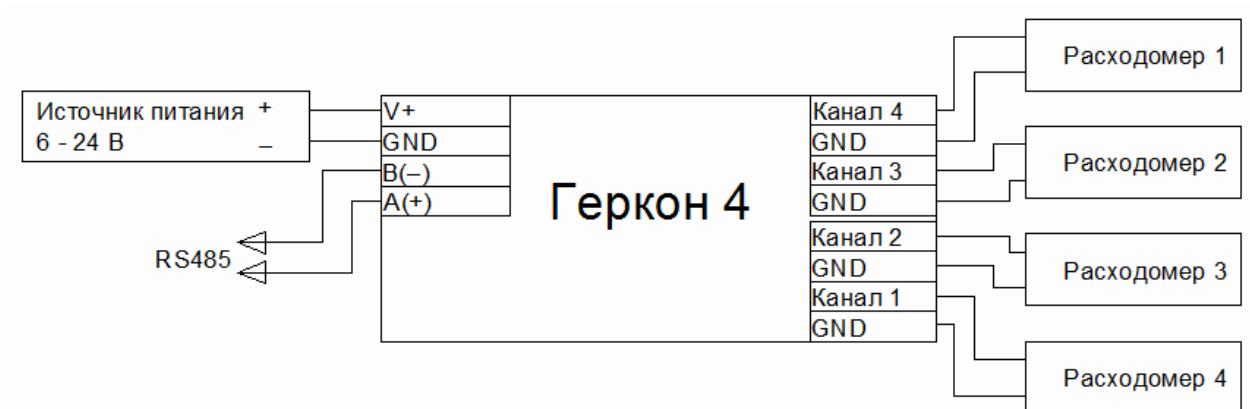 Источник питания +
6 - 24 В –
RS485
V+
GND
B(–)
A(+)
Геркон 4
Канал 4
GND
Канал 3
GND
Канал 2
GND
Канал 1
GND
Расходомер 1
Расходомер 2
Расходомер 3
Расходомер 4